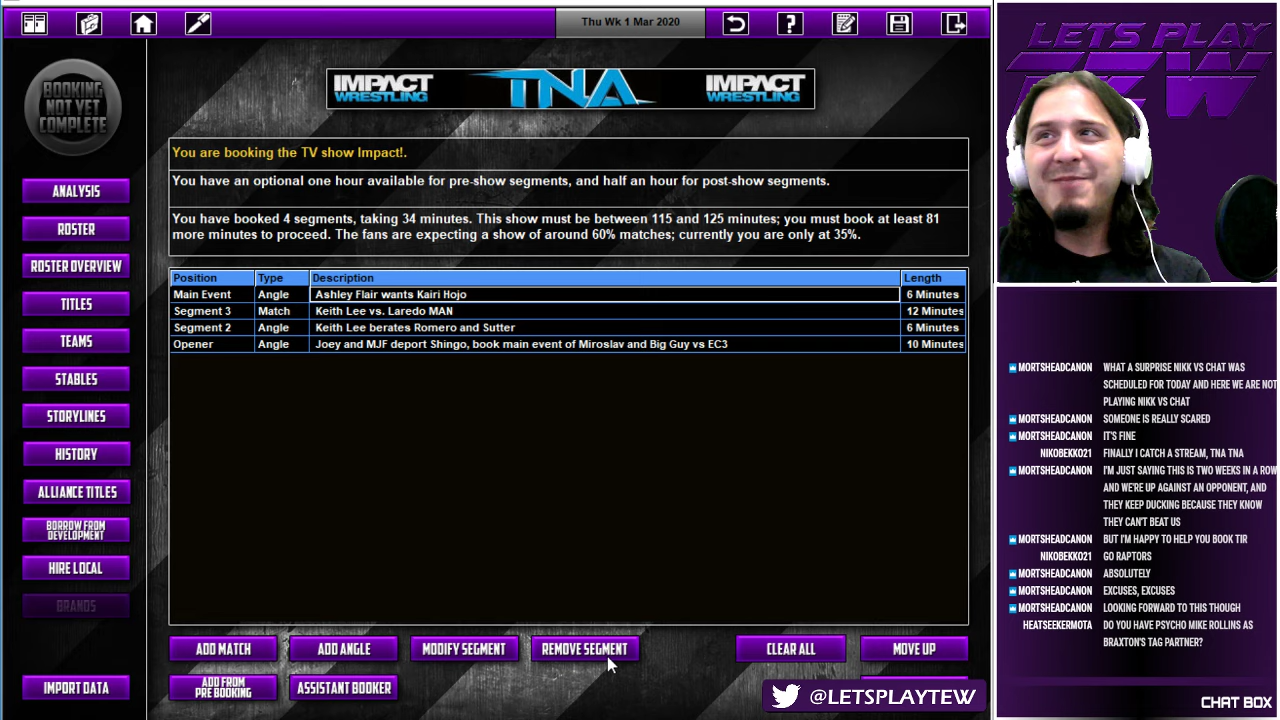 Thu Wk 1 Mar 2020
LETS PLAY
TEW
BOOKING
NOT YET
COMPLETE
IMPACT
WRESTLING
TNA
IMPACT
WRESTLING
You are booking the TV show Impact!.
You have an optional one hour available for pre-show segments, and half an hour for post-show segments.
You have booked 4 segments, taking 34 minutes. This show must be between 115 and 125 minutes; you must book at least 81
more minutes to proceed. The fans are expecting a show of around 60% matches; currently you are only at 35%.
Position Type Description Length
Main Event Angle Ashley Flair wants Kairi Hojo 6 Minutes
Segment 3 Match Keith Lee vs. Laredo MAN 12 Minutes
Segment 2 Angle Keith Lee berates Romero and Sutter 6 Minutes
Opener Angle Joey and MJF deport Shingo, book main event of Miroslav and Big Guy vs EC3 10 Minutes
ANALYSIS
ROSTER
ROSTER OVERVIEW
TITLES
TEAMS
STABLES
STORYLINES
HISTORY
ALLIANCE TITLES
BORROW FROM
DEVELOPMENT
HIRE LOCAL
BRANDS
IMPORT DATA
ADD MATCH ADD ANGLE MODIFY SEGMENT REMOVE SEGMENT CLEAR ALL MOVE UP
ADD FROM
PRE BOOKING
ASSISTANT BOOKER
@LETSPLAYTEW
MORTSHEADCANON WHAT A SURPRISE NIKK VS CHAT WAS
SCHEDULED FOR TODAY AND HERE WE ARE NOT
PLAYING NIKK VS CHAT
MORTSHEADCANON SOMEONE IS REALLY SCARED
MORTSHEADCANON IT'S FINE
NIKOBEKKO21 FINALLY I CATCH A STREAM, TNA TNA
MORTSHEADCANON I'M JUST SAYING THIS IS TWO WEEKS IN A ROW
AND WE'RE UP AGAINST AN OPPONENT, AND
THEY KEEP DUCKING BECAUSE THEY KNOW
THEY CAN'T BEAT US
MORTSHEADCANON BUT I'M HAPPY TO HELP YOU BOOK TIR
NIKOBEKKO21 GO RAPTORS
MORTSHEADCANON ABSOLUTELY
MORTSHEADCANON EXCUSES, EXCUSES
MORTSHEADCANON LOOKING FORWARD TO THIS THOUGH
HEATSEEKERMOTA DO YOU HAVE PSYCHO MIKE ROLLINS AS
BRAXTON'S TAG PARTNER?
CHAT BOX